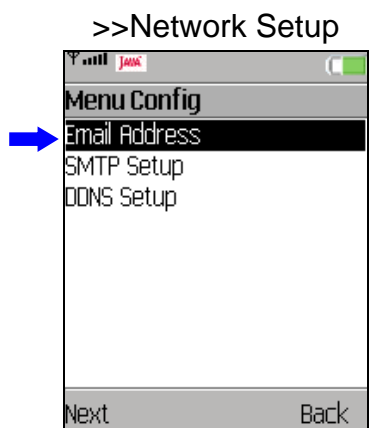 >>Network Setup
JAVA
Menu Config
Email Address
SMTP Setup
DDNS Setup
Next Back